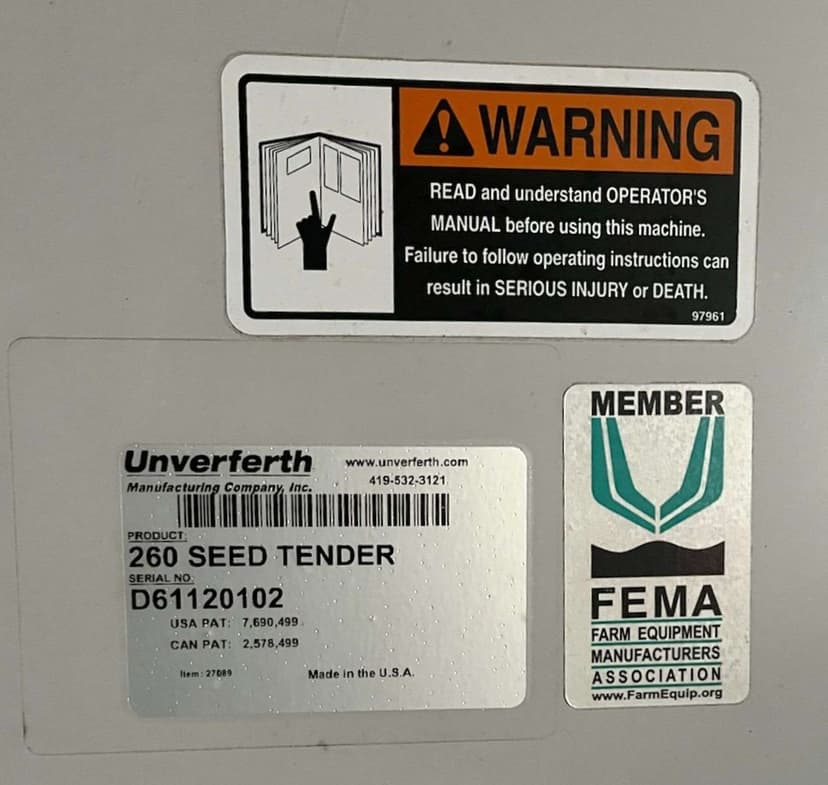 WARNING
READ and understand OPERATOR'S
MANUAL before using this machine.
Failure to follow operating instructions can
result in SERIOUS INJURY or DEATH.
97961
Unverferth
www.unverferth.com
Manufacturing Company, Inc.
419-532-3121
PRODUCT:
260 SEED TENDER
SERIAL NO:
D61120102
USA PAT: 7,690,499
CAN PAT: 2,578,499
Item: 27089
Made in the U.S.A.
MEMBER
FEMA
FARM EQUIPMENT
MANUFACTURERS
ASSOCIATION
www.FarmEquip.org